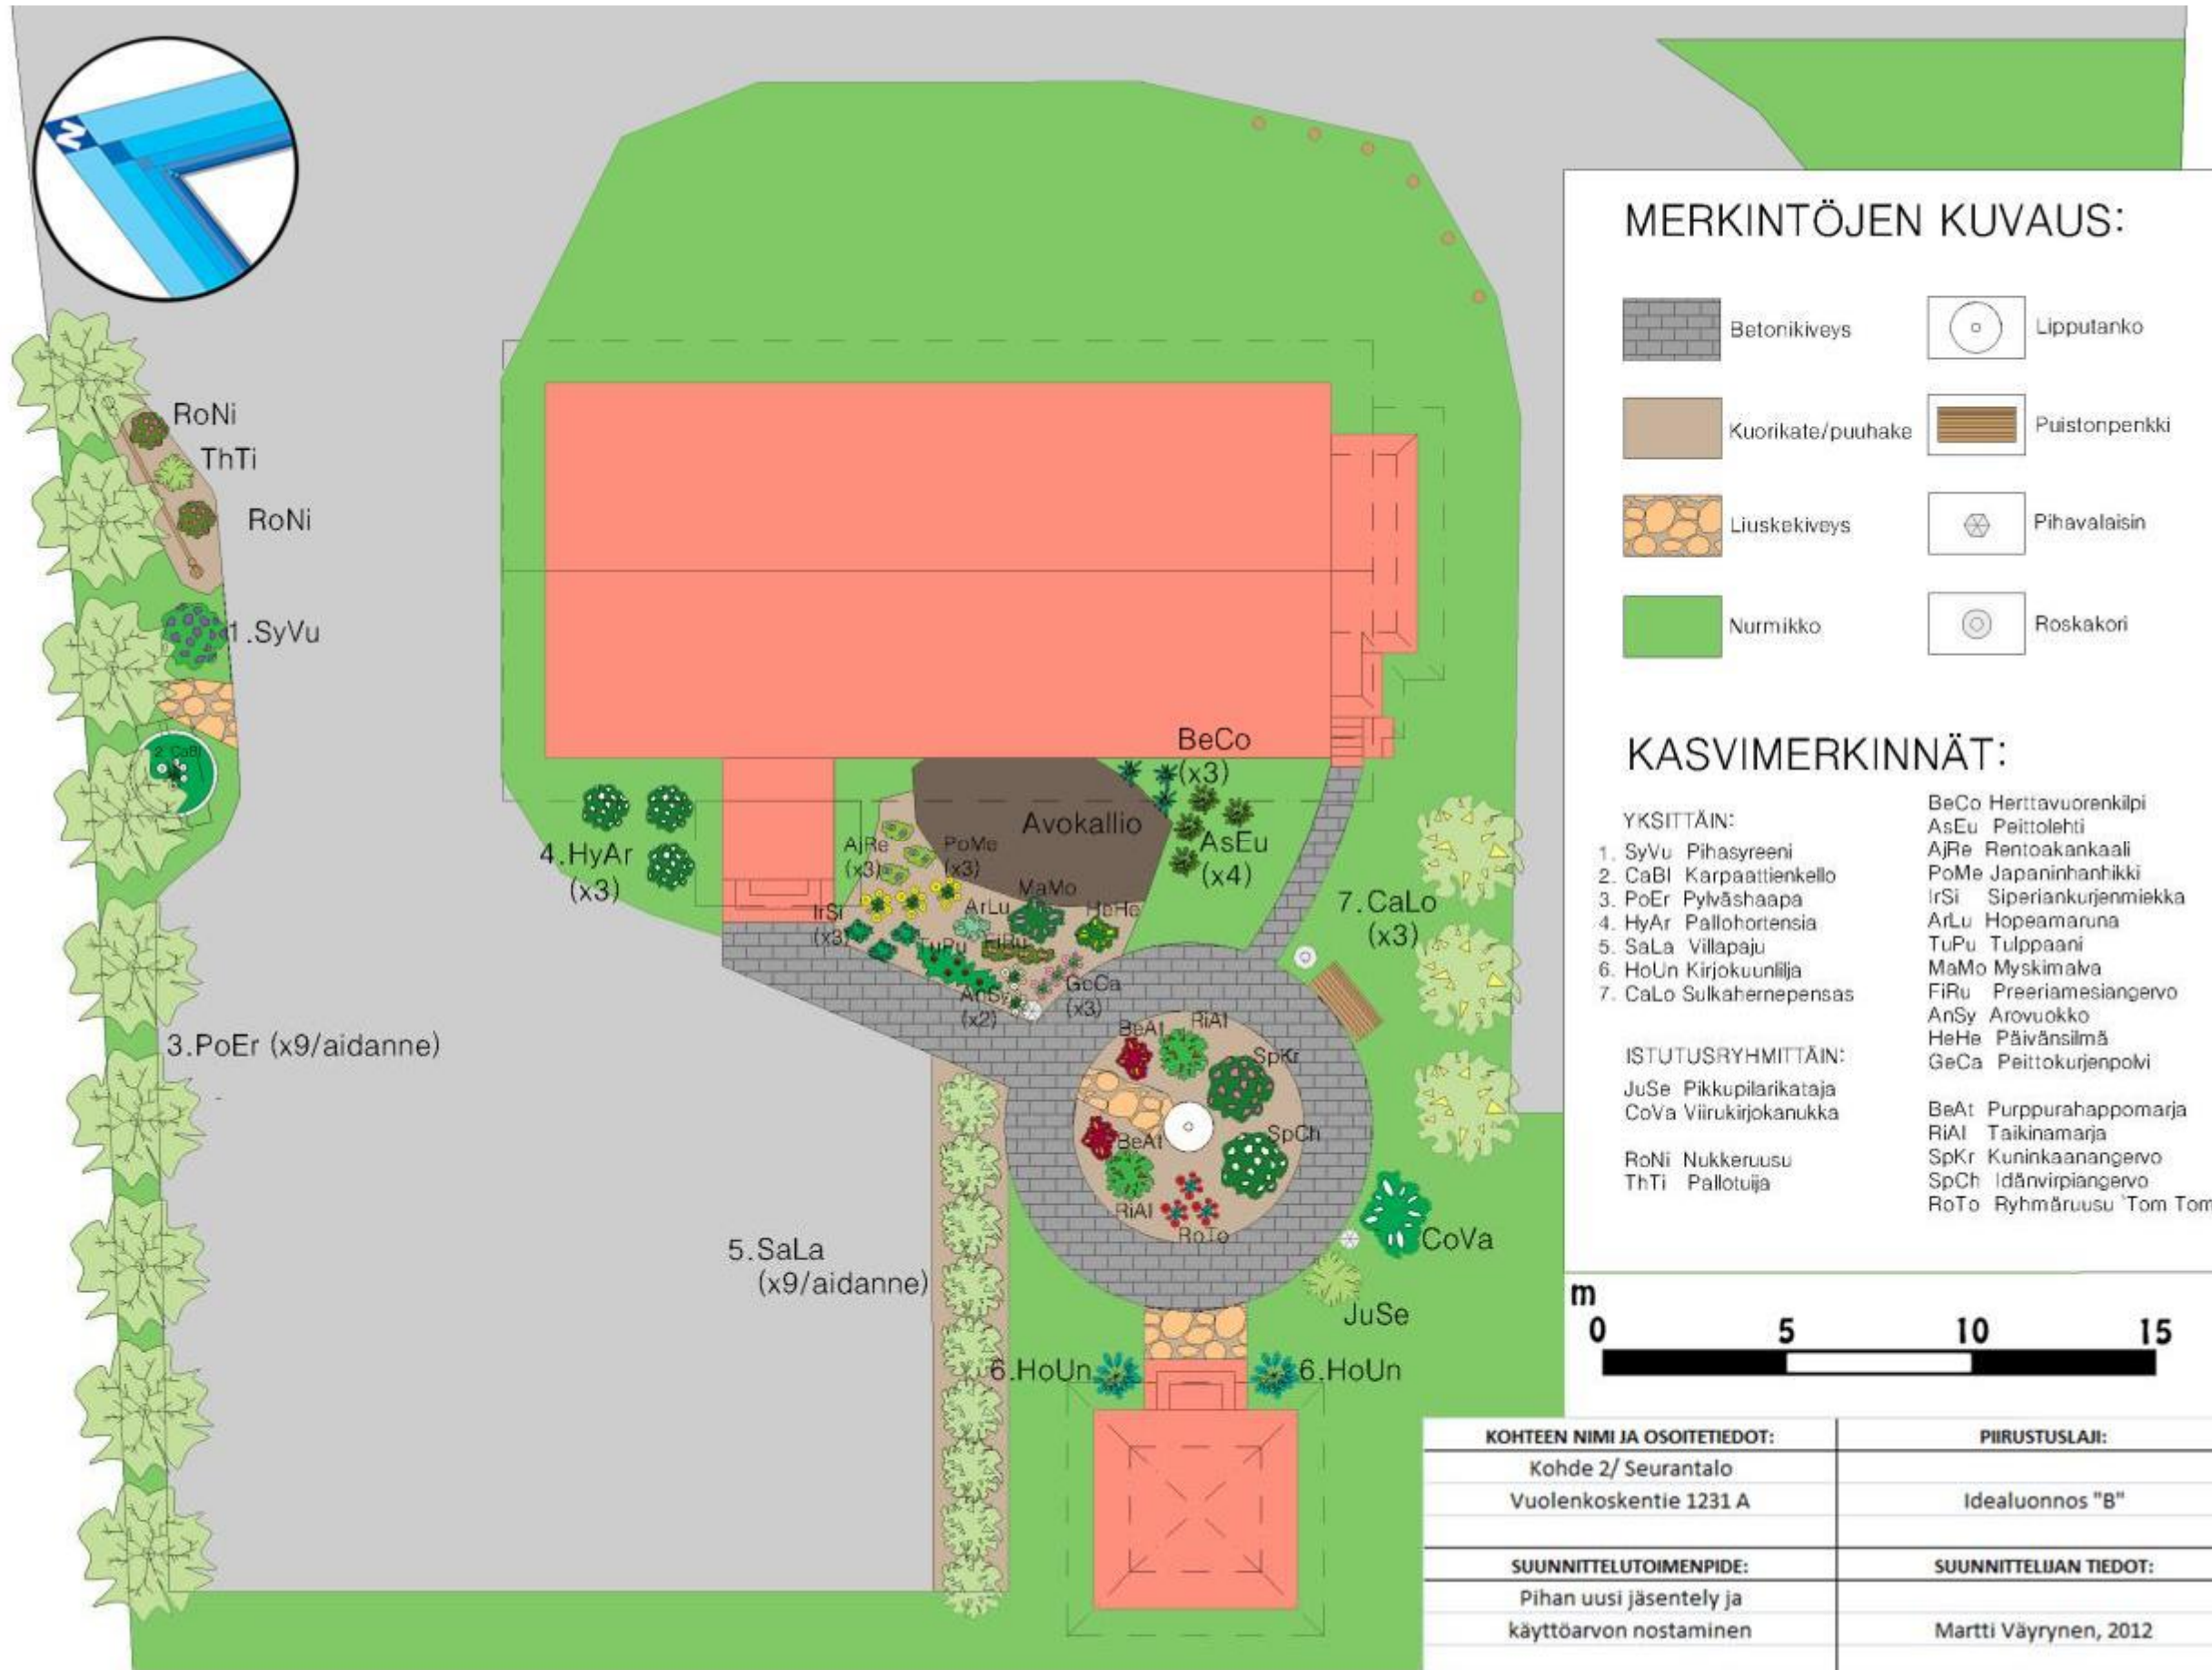 N
RoNi
ThTi
RoNi
1.SyVu
2 CaBl
3.PoEr (x9/aidanne)
4.HyAr
(x3)
BeCo
(x3)
Avokallio
AsEu
(x4)
AjRe
(x3)
PoMe
(x3)
MaMo
ArLu
HeHe
IrSi
(x3)
TuPu
FiRu
AnSy
(x2)
GeCa
(x3)
7.CaLo
(x3)
BeAt
RiAl
SpKr
SpCh
BeAt
RiAl
RoTo
CoVa
JuSe
5.SaLa
(x9/aidanne)
6.HoUn
6.HoUn
MERKINTÖJEN KUVAUS:
Betonikiveys
Lipputanko
Kuorikate/puuhake
Puistonpenkki
Liuskekiveys
Pihavalaisin
Nurmikko
Roskakori
KASVIMERKINNÄT:
YKSITTÄIN:
1. SyVu Pihasyreeni
2. CaBl Karpaattienkello
3. PoEr Pylväshaapa
4. HyAr Pallohortensia
5. SaLa Villapaju
6. HoUn Kirjokuunlilja
7. CaLo Sulkahernepensas
ISTUTUSRYHMITTÄIN:
JuSe Pikkupilarikataja
CoVa Viirukirjokanukka
RoNi Nukkeruusu
ThTi Pallotuija
BeCo Herttavuorenkilpi
AsEu Peittolehti
AjRe Rentoakankaali
PoMe Japaninhanhikki
IrSi Siperiankurjenmiekka
ArLu Hopeamaruna
TuPu Tulppaani
MaMo Myskimalva
FiRu Preeriamesiangervo
AnSy Arovuokko
HeHe Päivänsilmä
GeCa Peittokurjenpolvi
BeAt Purppurahappomarja
RiAl Taikinamarja
SpKr Kuninkaanangervo
SpCh Idänvirpiangervo
RoTo Ryhmäruusu 'Tom Tom
m
0 5 10 15
KOHTEEN NIMI JA OSOITETIEDOT:
Kohde 2/ Seurantalo
Vuolenkoskentie 1231 A
PIIRUSTUSLAJI:
Idealuonnos "B"
SUUNNITTELUTOIMENPIDE:
Pihan uusi jäsentely ja
käyttöarvon nostaminen
SUUNNITTELIJAN TIEDOT:
Martti Väyrynen, 2012